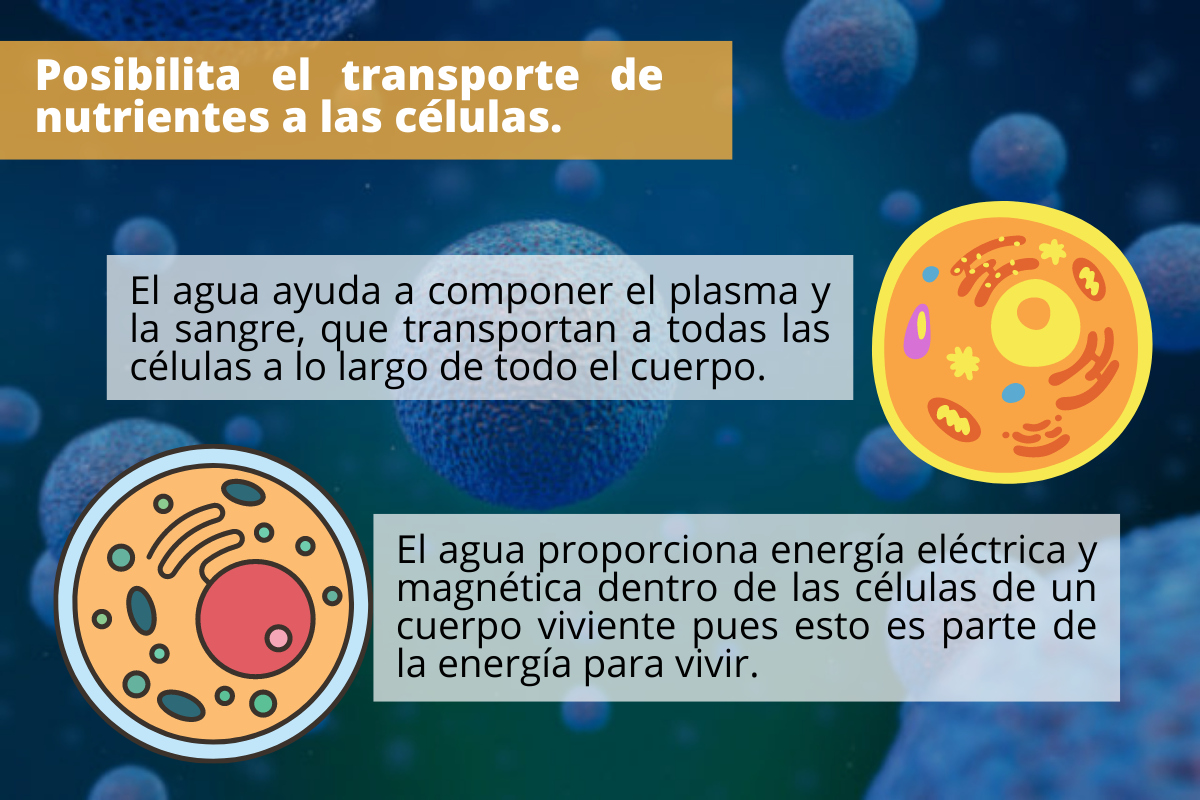 Posibilita el transporte de
nutrientes a las células.
El agua ayuda a componer el plasma y
la sangre, que transportan a todas las
células a lo largo de todo el cuerpo.
El agua proporciona energía eléctrica y
magnética dentro de las células de un
cuerpo viviente pues esto es parte de
la energía para vivir.